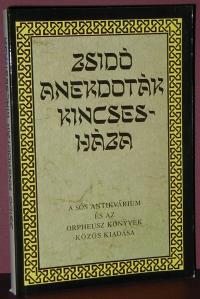 ZSIDÓ
ANEKDOTÁK
KINCSES-
HÁZA
A SÓS ANTIKVÁRIUM
ÉS AZ
ORPHEUSZ KÖNYVEK
KÖZÖS KIADÁSA